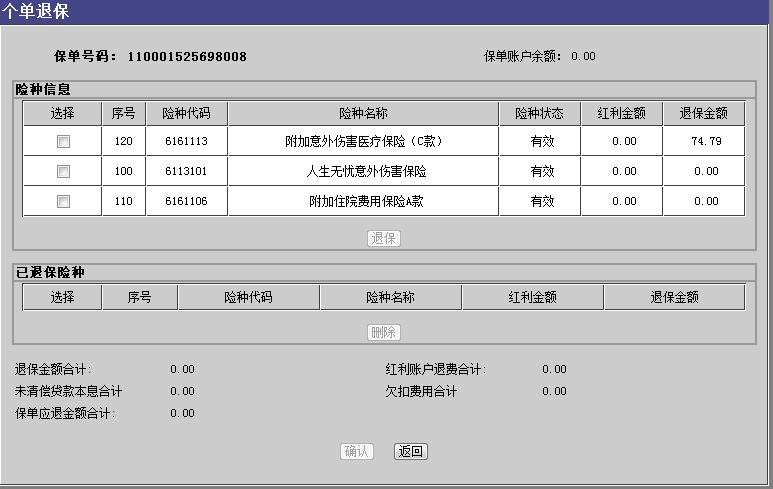 个单退保
保单号码: 110001525698008 保单账户余额: 0.00
险种信息
选择 序号 险种代码 险种名称 险种状态 红利金额 退保金额
120 6161113 附加意外伤害医疗保险（C款） 有效 0.00 74.79
100 6113101 人生无忧意外伤害保险 有效 0.00 0.00
110 6161106 附加住院费用保险A款 有效 0.00 0.00
退保
已退保险种
选择 序号 险种代码 险种名称 红利金额 退保金额
删除
退保金额合计: 0.00 红利账户退费合计: 0.00
未清偿贷款本息合计 0.00 欠扣费用合计 0.00
保单应退金额合计: 0.00
确认 返回